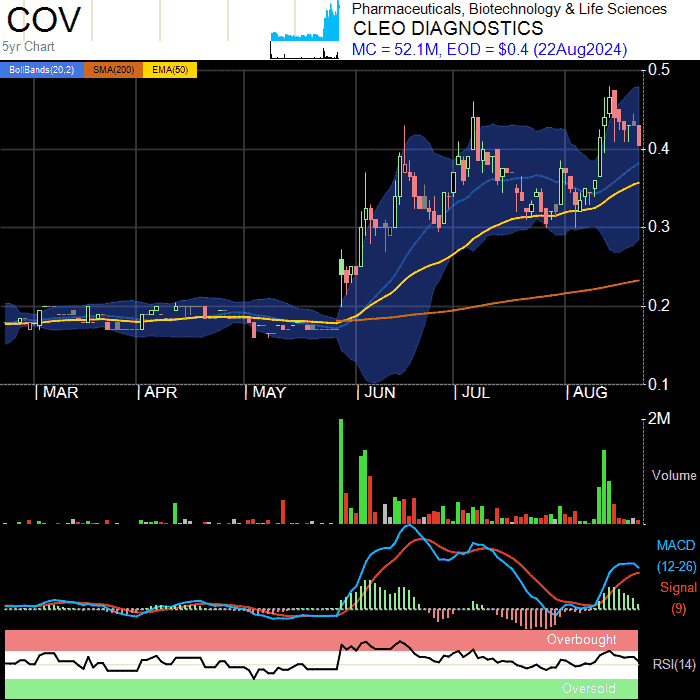 COV
5yr Chart
Pharmaceuticals, Biotechnology & Life Sciences
CLEO DIAGNOSTICS
MC = 52.1M, EOD = $0.4 (22Aug2024)
BollBands(20,2) SMA(200) EMA(50)
0.5
0.4
0.3
0.2
0.1
MAR APR MAY JUN JUL AUG
2M
Volume
MACD
(12-26)
Signal
(9)
Overbought
RSI(14)
Oversold